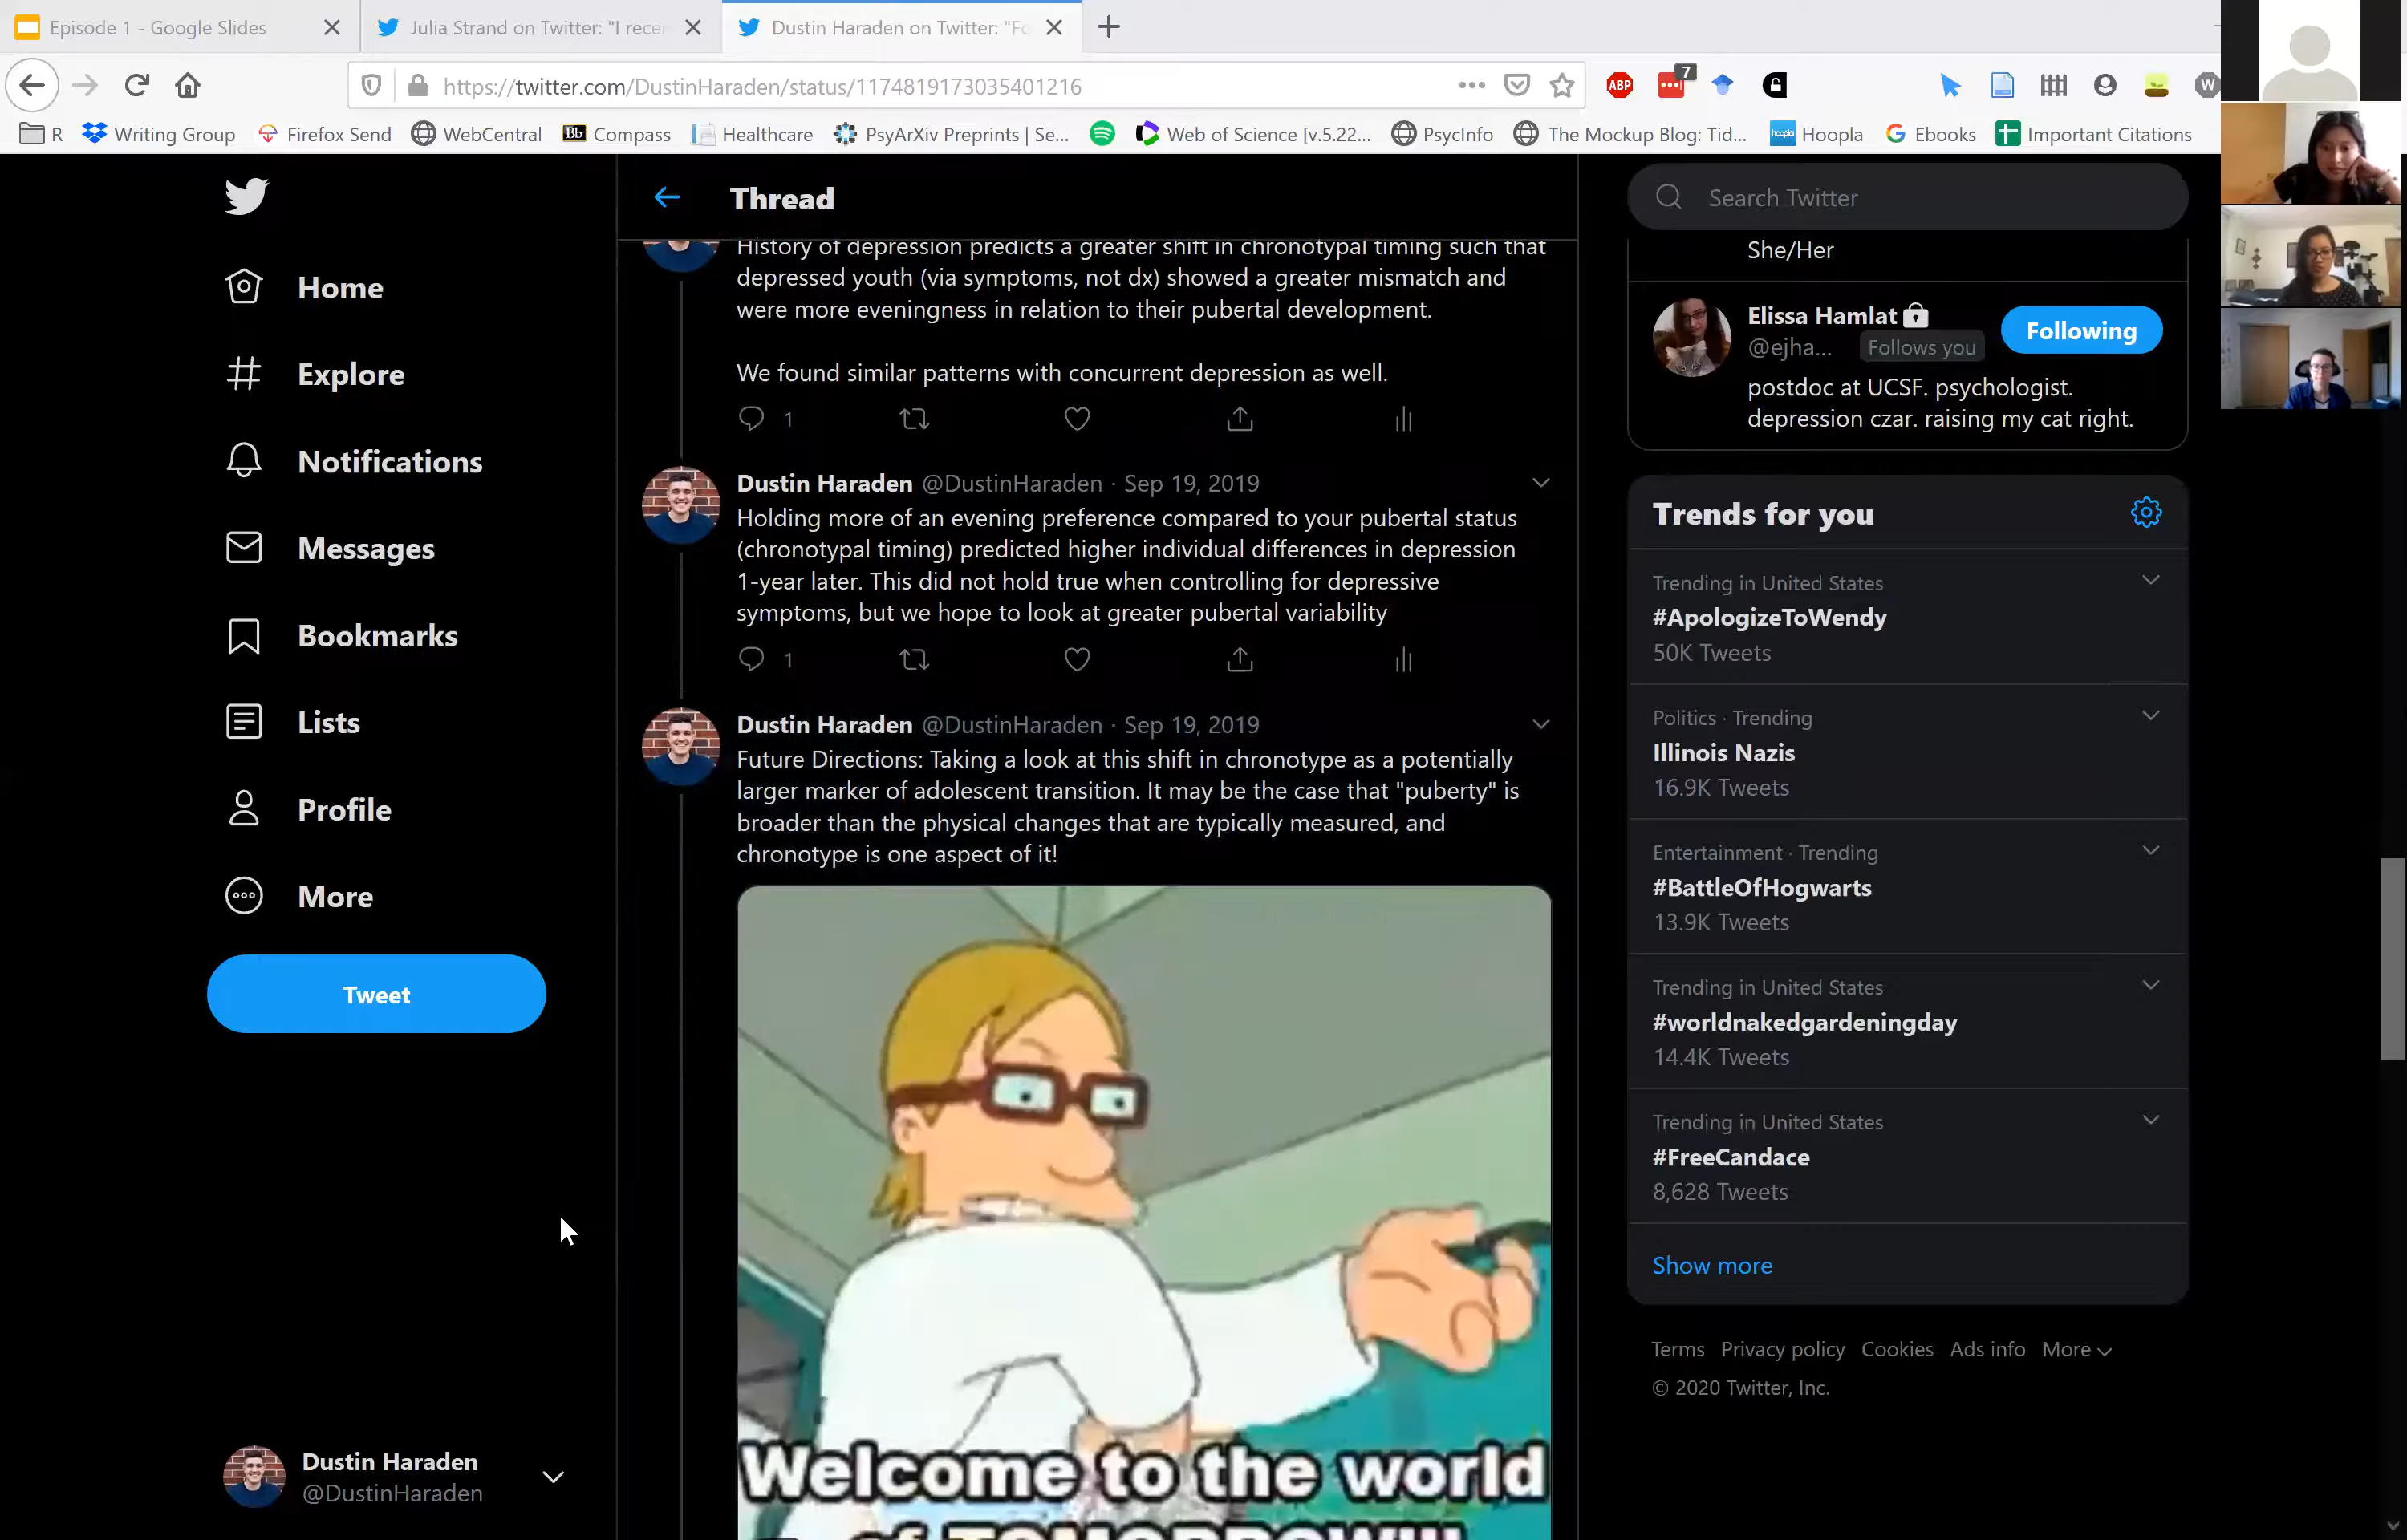 Episode 1 - Google Slides
Julia Strand on Twitter: "I recen
Dustin Haraden on Twitter: "Fo
https://twitter.com/DustinHaraden/status/1174819173035401216
ABP
7
W
R
Writing Group
Firefox Send
WebCentral
Bb
Compass
Healthcare
PsyArXiv Preprints | Se...
Web of Science [v.5.22...
PsycInfo
The Mockup Blog: Tid...
hoopla
Hoopla
Ebooks
Important Citations
Home
Explore
Notifications
Messages
Bookmarks
Lists
Profile
More
Tweet
Dustin Haraden
@DustinHaraden
Thread
History of depression predicts a greater shift in chronotypal timing such that
depressed youth (via symptoms, not dx) showed a greater mismatch and
were more eveningness in relation to their pubertal development.
We found similar patterns with concurrent depression as well.
1
Dustin Haraden @DustinHaraden · Sep 19, 2019
Holding more of an evening preference compared to your pubertal status
(chronotypal timing) predicted higher individual differences in depression
1-year later. This did not hold true when controlling for depressive
symptoms, but we hope to look at greater pubertal variability
1
Dustin Haraden @DustinHaraden · Sep 19, 2019
Future Directions: Taking a look at this shift in chronotype as a potentially
larger marker of adolescent transition. It may be the case that "puberty" is
broader than the physical changes that are typically measured, and
chronotype is one aspect of it!
Welcome to the world
of TOMORROW!!!
Search Twitter
She/Her
Elissa Hamlat
@ejha...
Follows you
Following
postdoc at UCSF. psychologist.
depression czar. raising my cat right.
Trends for you
Trending in United States
#ApologizeToWendy
50K Tweets
Politics · Trending
Illinois Nazis
16.9K Tweets
Entertainment · Trending
#BattleOfHogwarts
13.9K Tweets
Trending in United States
#worldnakedgardeningday
14.4K Tweets
Trending in United States
#FreeCandace
8,628 Tweets
Show more
Terms Privacy policy Cookies Ads info More
© 2020 Twitter, Inc.